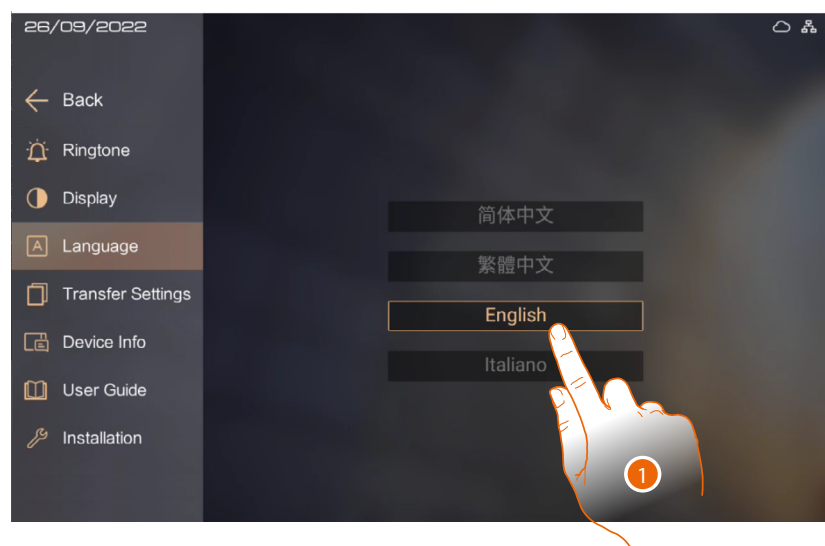 26/09/2022
Back
Ringtone
Display
A Language
Transfer Settings
Device Info
User Guide
Installation
简体中文
繁體中文
English
Italiano
1